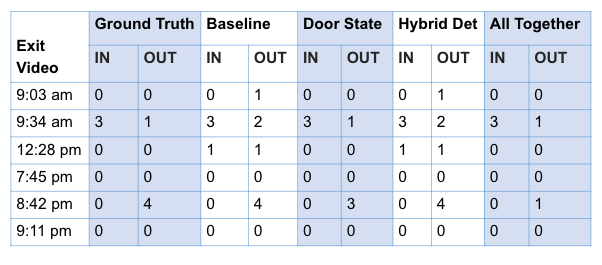 Exit Video Ground Truth Baseline Door State Hybrid Det All Together
IN OUT IN OUT IN OUT IN OUT IN OUT
9:03 am 0 0 0 1 0 0 0 1 0 0
9:34 am 3 1 3 2 3 1 3 2 3 1
12:28 pm 0 0 1 1 0 0 1 1 0 0
7:45 pm 0 0 0 0 0 0 0 0 0 0
8:42 pm 0 4 0 4 0 3 0 4 0 1
9:11 pm 0 0 0 0 0 0 0 0 0 0